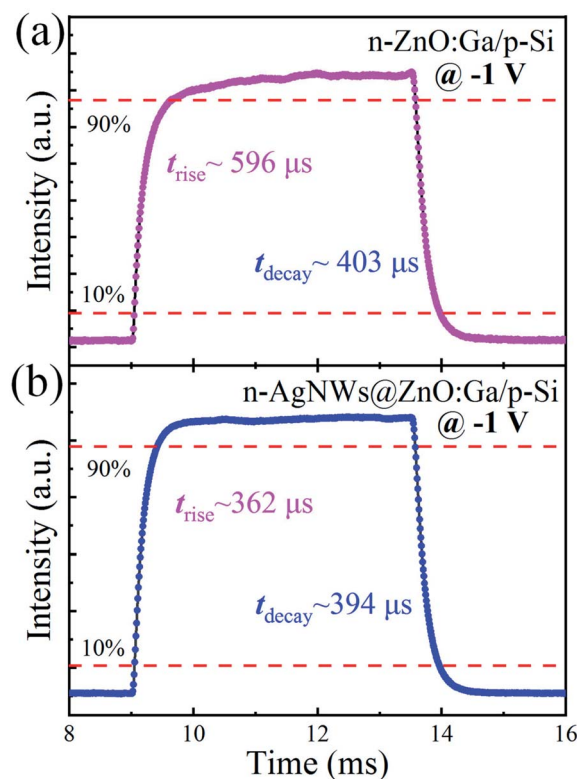 (a)
n-ZnO:Ga/p-Si
@ -1 V
90%
t_rise~ 596 μs
t_decay~ 403 μs
10%
Intensity (a.u.)
(b)
n-AgNWs@ZnO:Ga/p-Si
@ -1 V
90%
t_rise~362 μs
t_decay~394 μs
10%
Intensity (a.u.)
8 10 12 14 16
Time (ms)